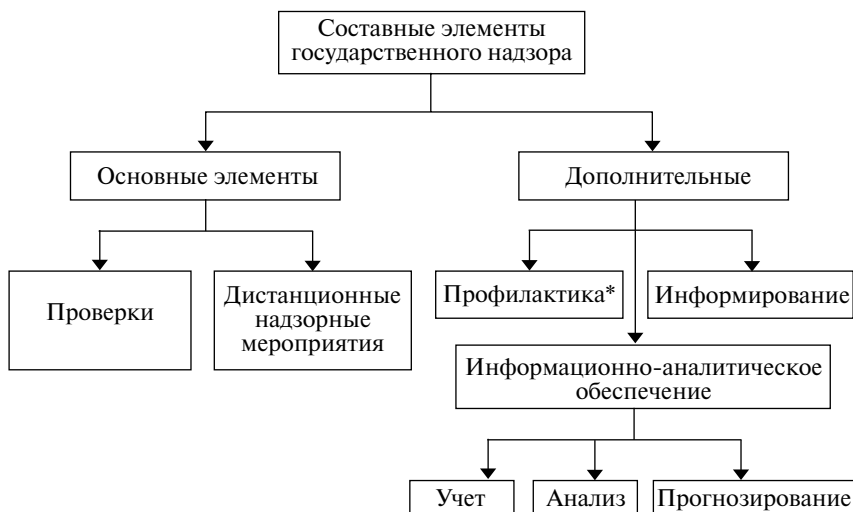 Составные элементы
государственного надзора
Основные элементы
Дополнительные
Проверки
Дистанционные
надзорные
мероприятия
Профилактика*
Информирование
Информационно-аналитическое
обеспечение
Учет
Анализ
Прогнозирование